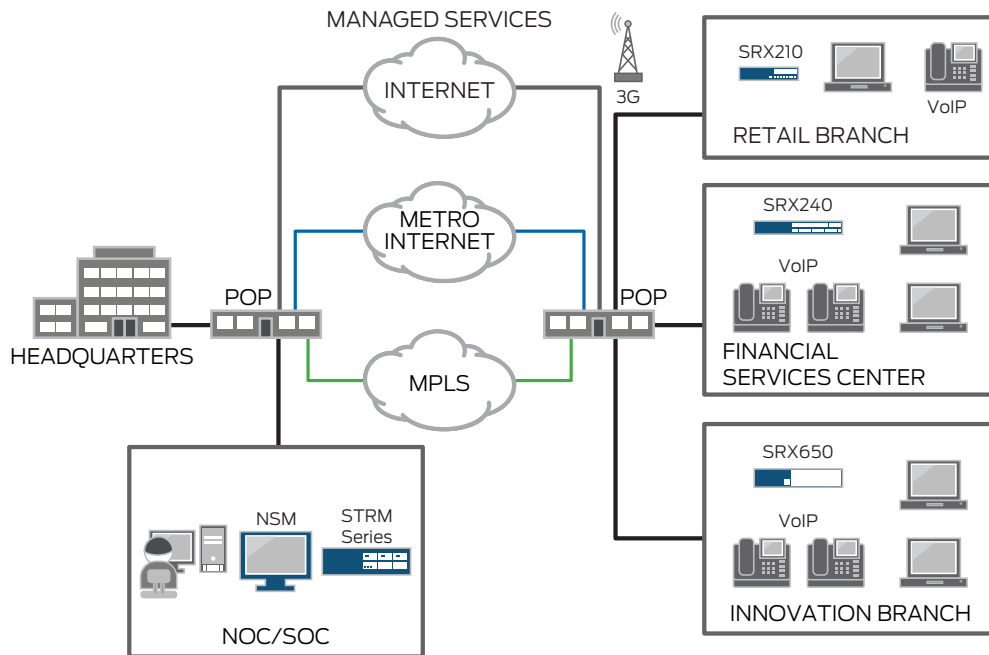 MANAGED SERVICES
INTERNET
3G
SRX210
VoIP
RETAIL BRANCH
METRO
INTERNET
SRX240
VoIP
FINANCIAL
SERVICES CENTER
HEADQUARTERS
POP
POP
MPLS
SRX650
VoIP
INNOVATION BRANCH
NSM
STRM
Series
NOC/SOC